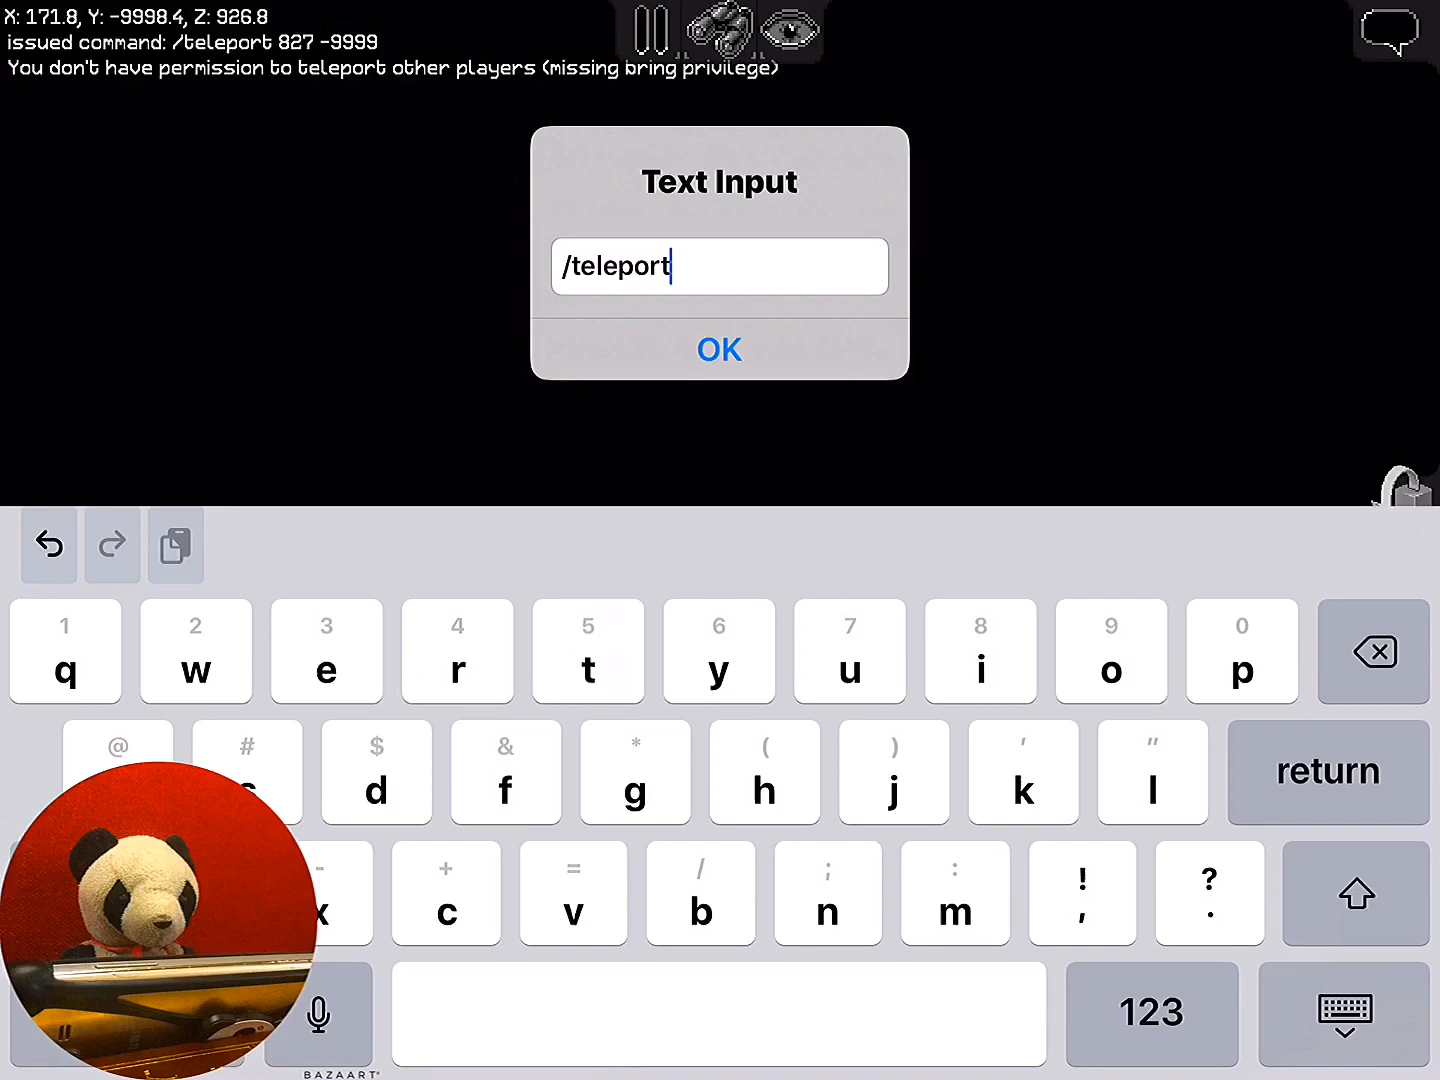 X: 171.8, Y: -9998.4, Z: 926.8
issued command: /teleport 827 -9999
You don't have permission to teleport other players (missing bring privilege)
Text Input
/teleport
OK
1 2 3 4 5 6 7 8 9 0
q w e r t y u i o p
@ # $ & * ( ) ' "
d f g h j k l return
- + = / ; : ! ?
x c v b n m , .
123
BAZAART